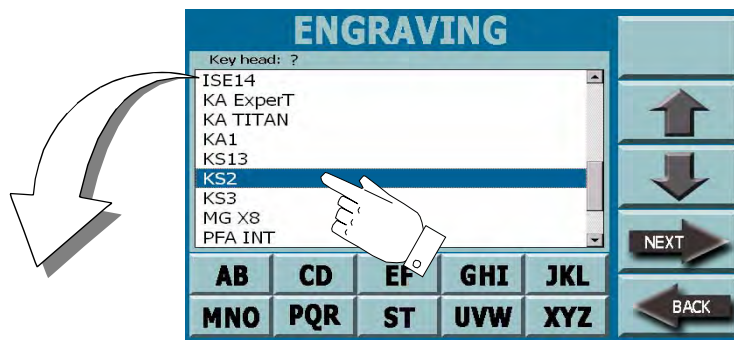 ENGRAVING
Key head: ?
ISE14
KA ExperT
KA TITAN
KA1
KS13
KS2
KS3
MG X8
PFA INT
NEXT
AB CD EF GHI JKL
MNO PQR ST UVW XYZ
BACK